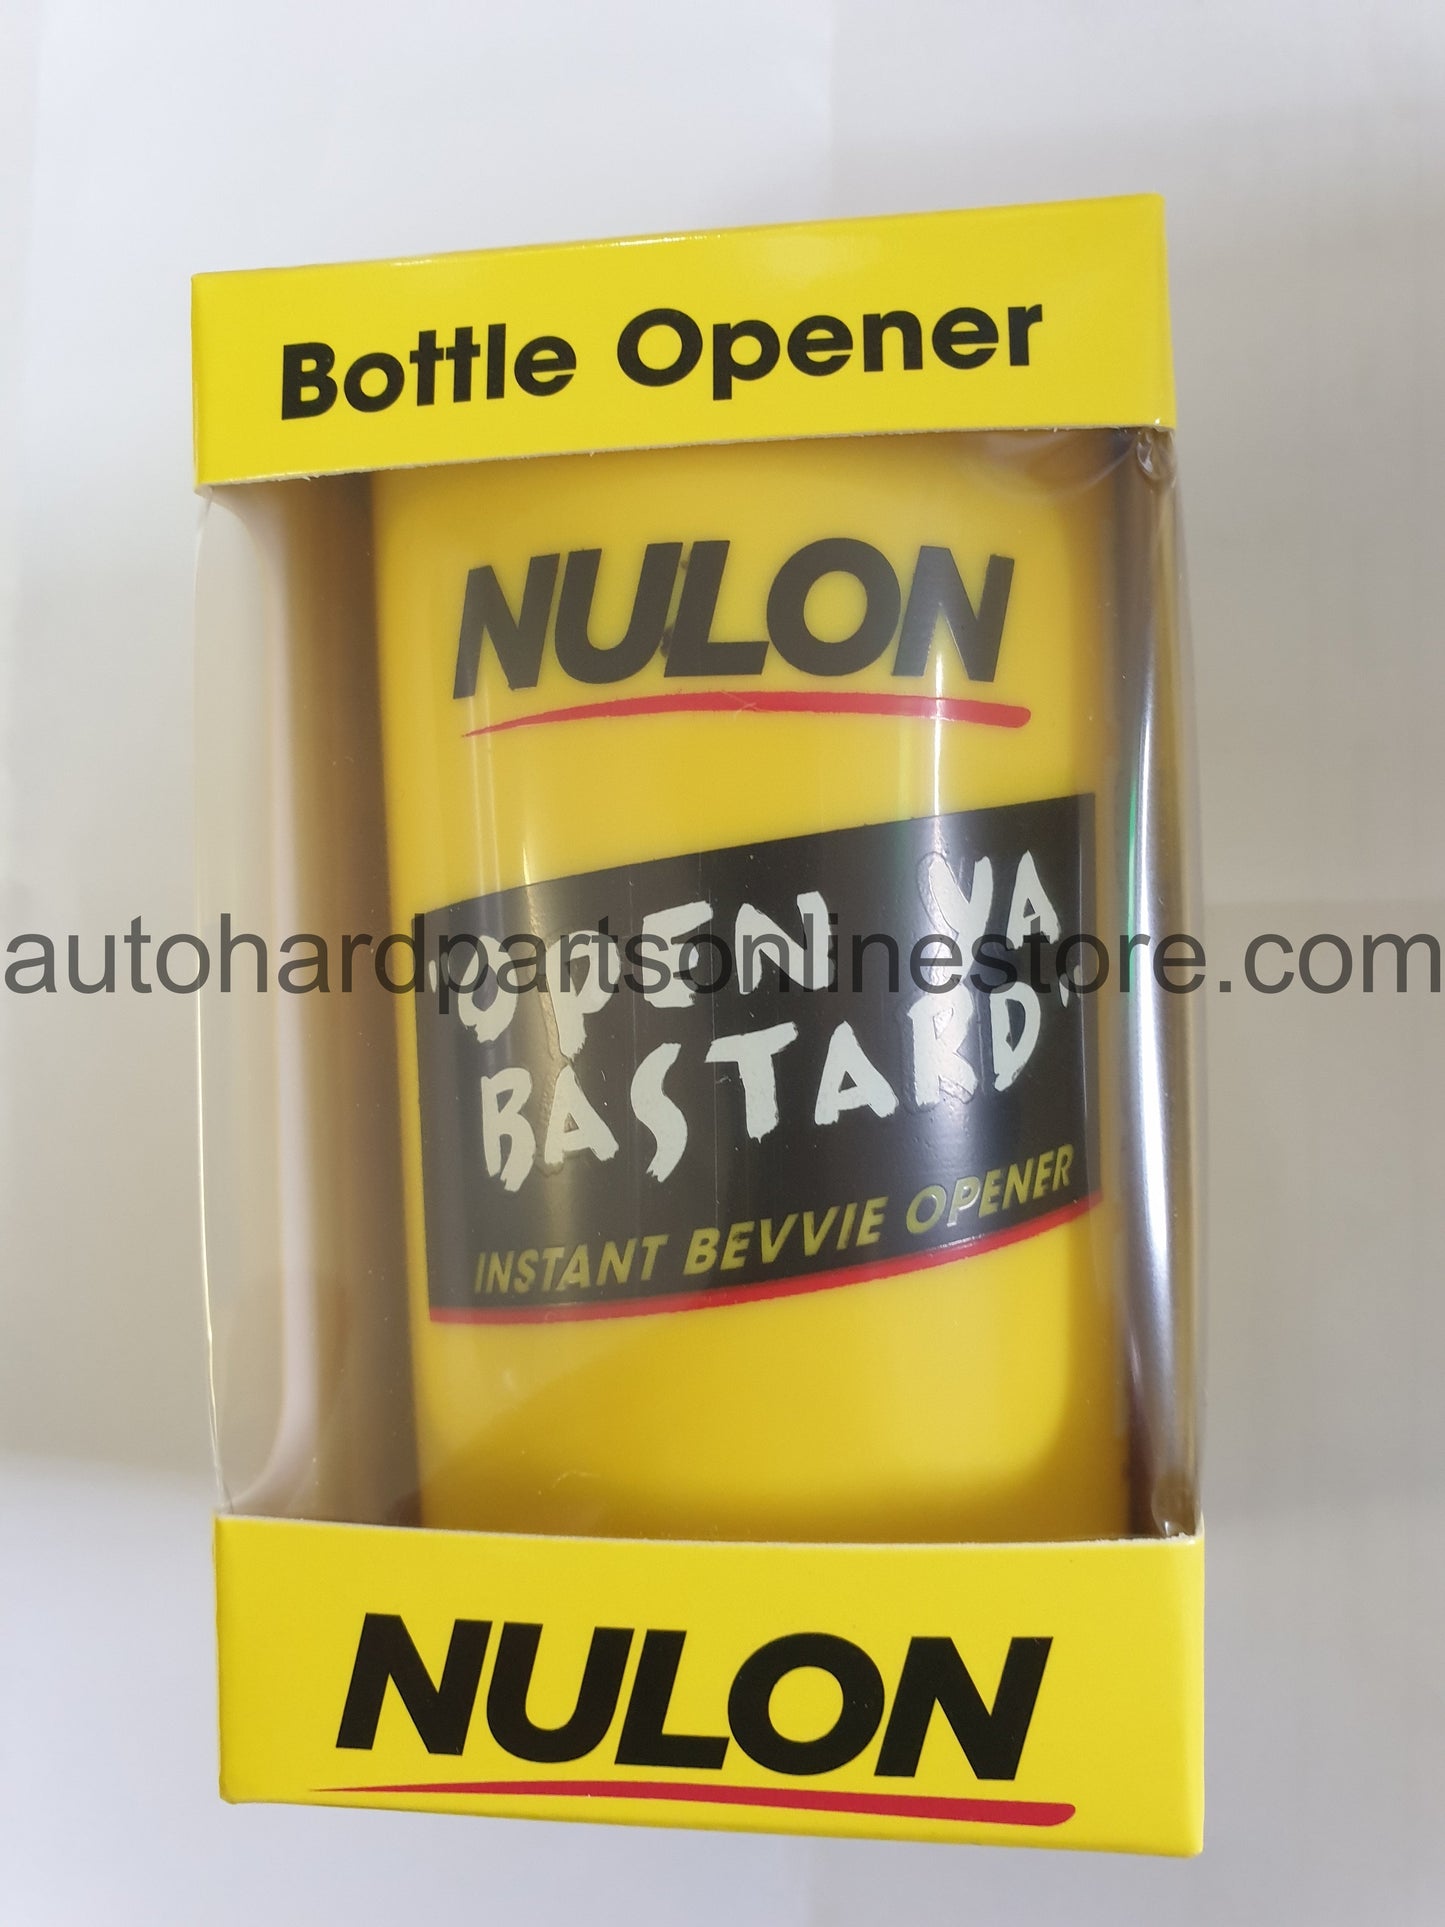 Bottle Opener
NULON
'OPEN YA
BASTARD'
autohardpartsonlinestore.com
INSTANT BEVVIE OPENER
NULON